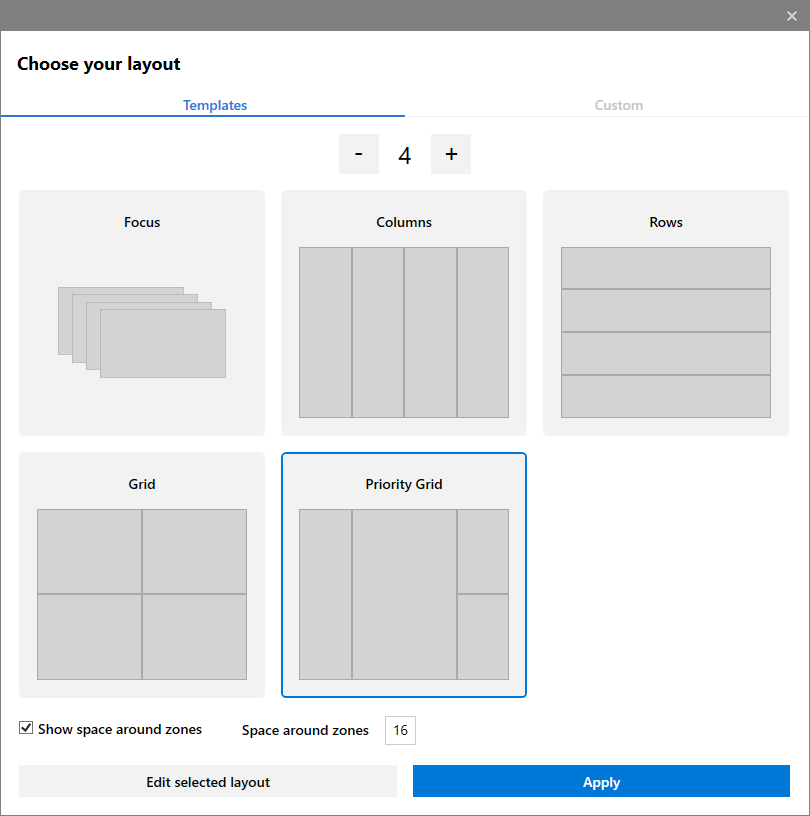 Choose your layout
Templates Custom
- 4 +
Focus Columns Rows
Grid Priority Grid
Show space around zones Space around zones 16
Edit selected layout Apply